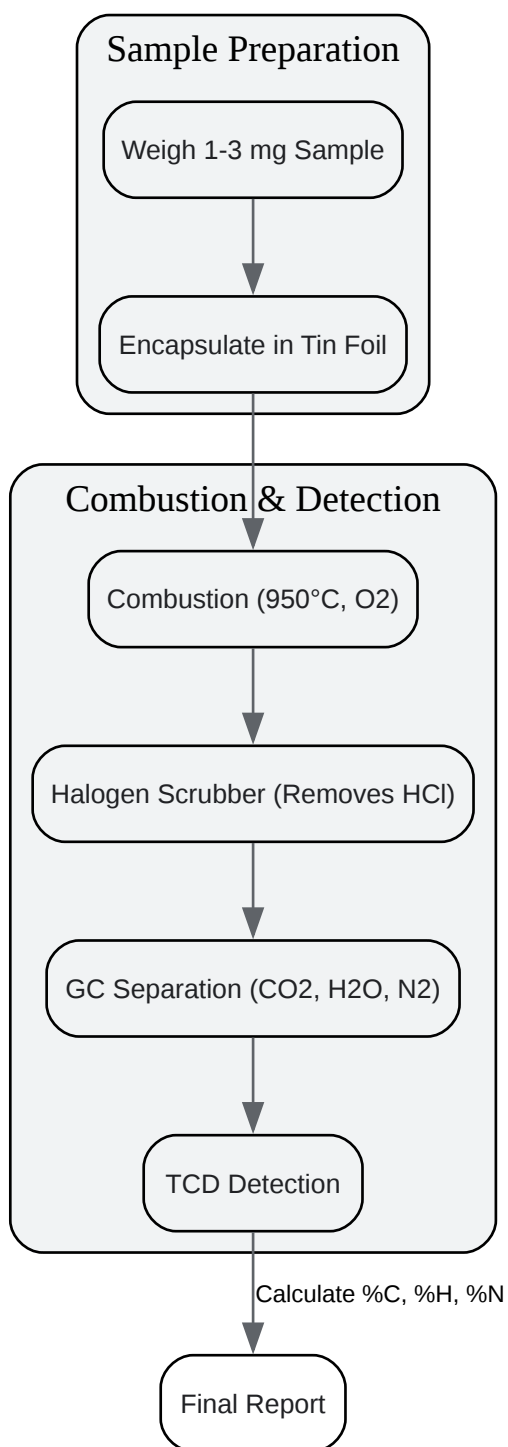 Sample Preparation
Weigh 1-3 mg Sample
Encapsulate in Tin Foil
Combustion & Detection
Combustion (950°C, O2)
Halogen Scrubber (Removes HCl)
GC Separation (CO2, H2O, N2)
TCD Detection
Calculate %C, %H, %N
Final Report